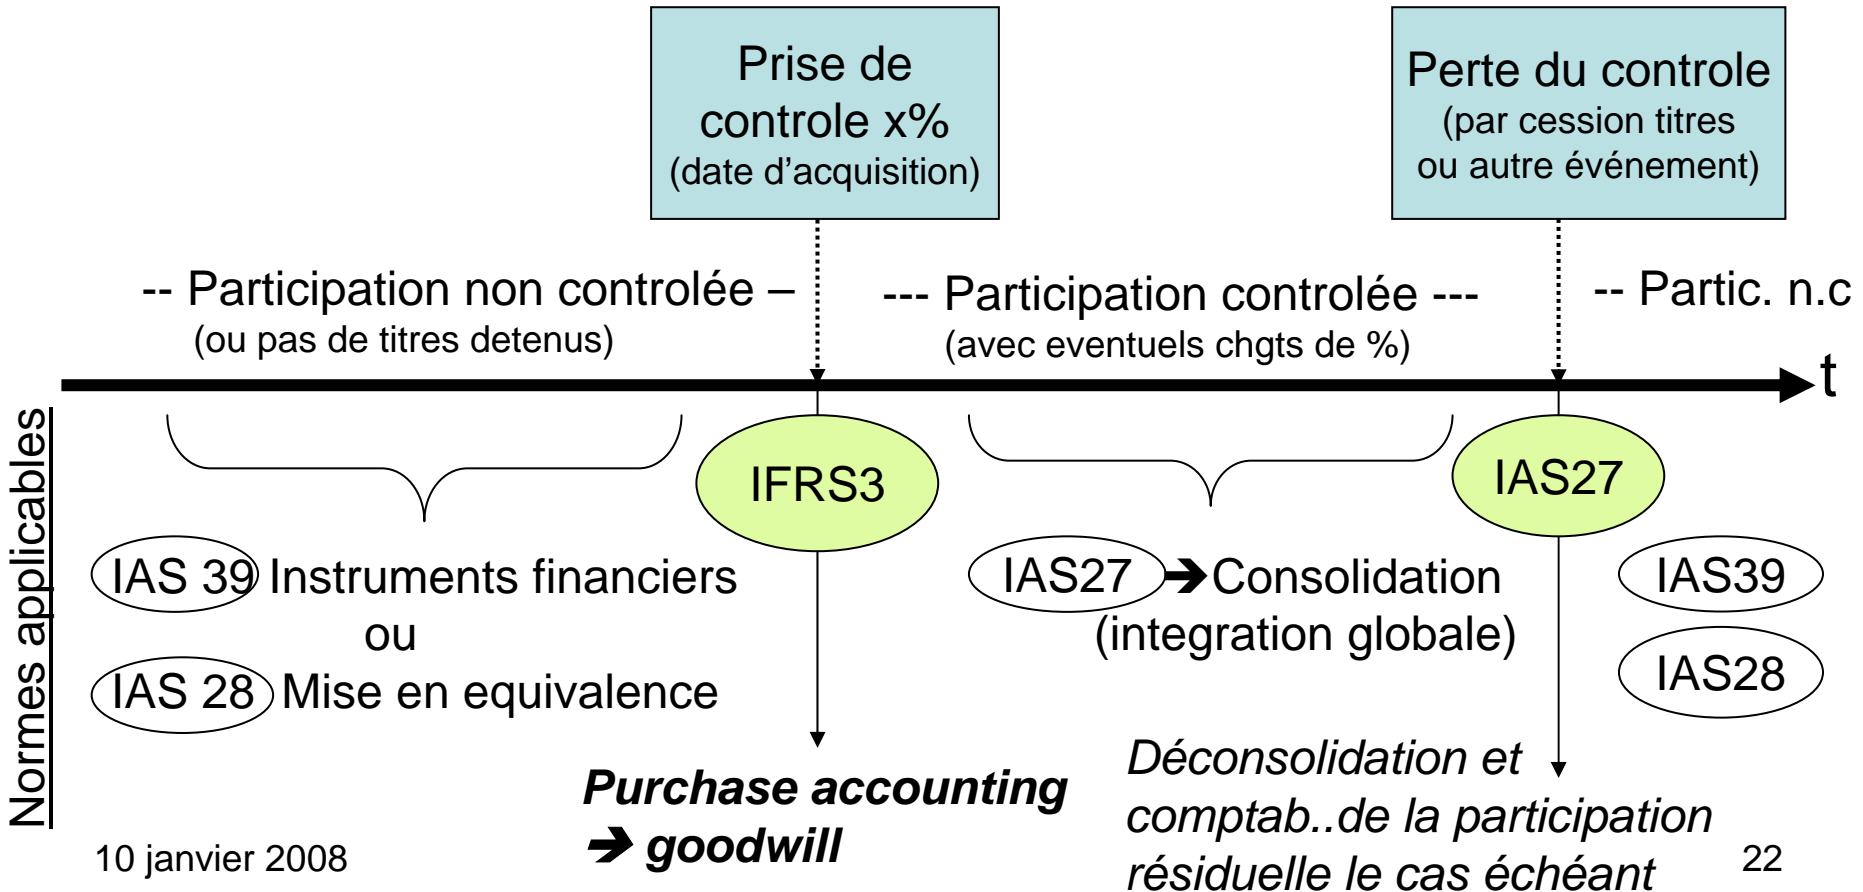 Prise de
controle x%
(date d’acquisition)
Perte du controle
(par cession titres
ou autre événement)
-- Participation non controlée –
(ou pas de titres detenus)
--- Participation controlée ---
(avec eventuels chgts de %)
-- Partic. n.c
t
Normes applicables
IFRS3
IAS27
IAS 39 Instruments financiers
ou
IAS 28 Mise en equivalence
IAS27 ➔Consolidation
(integration globale)
IAS39
IAS28
Purchase accounting
➔ goodwill
Déconsolidation et
comptab..de la participation
résiduelle le cas échéant
10 janvier 2008
22